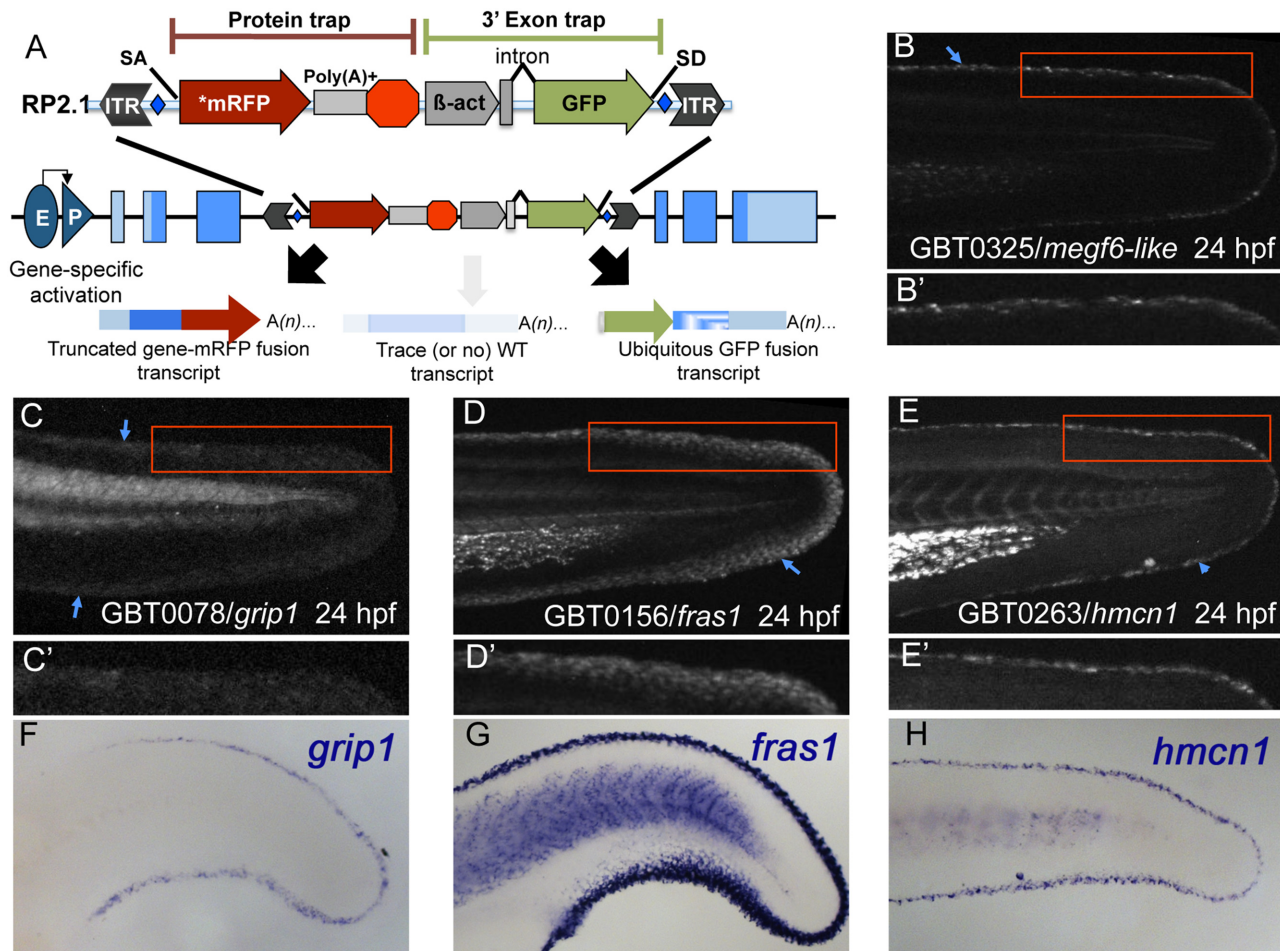 A
Protein trap
3' Exon trap
intron
SA
SD
Poly(A)+
RP2.1
ITR
*mRFP
ß-act
GFP
ITR
E
P
Gene-specific
activation
A(n)...
A(n)...
A(n)...
Truncated gene-mRFP fusion
transcript
Trace (or no) WT
transcript
Ubiquitous GFP fusion
transcript
B
GBT0325/megf6-like 24 hpf
B'
C
GBT0078/grip1 24 hpf
C'
D
GBT0156/fras1 24 hpf
D'
E
GBT0263/hmcn1 24 hpf
E'
F
grip1
G
fras1
H
hmcn1